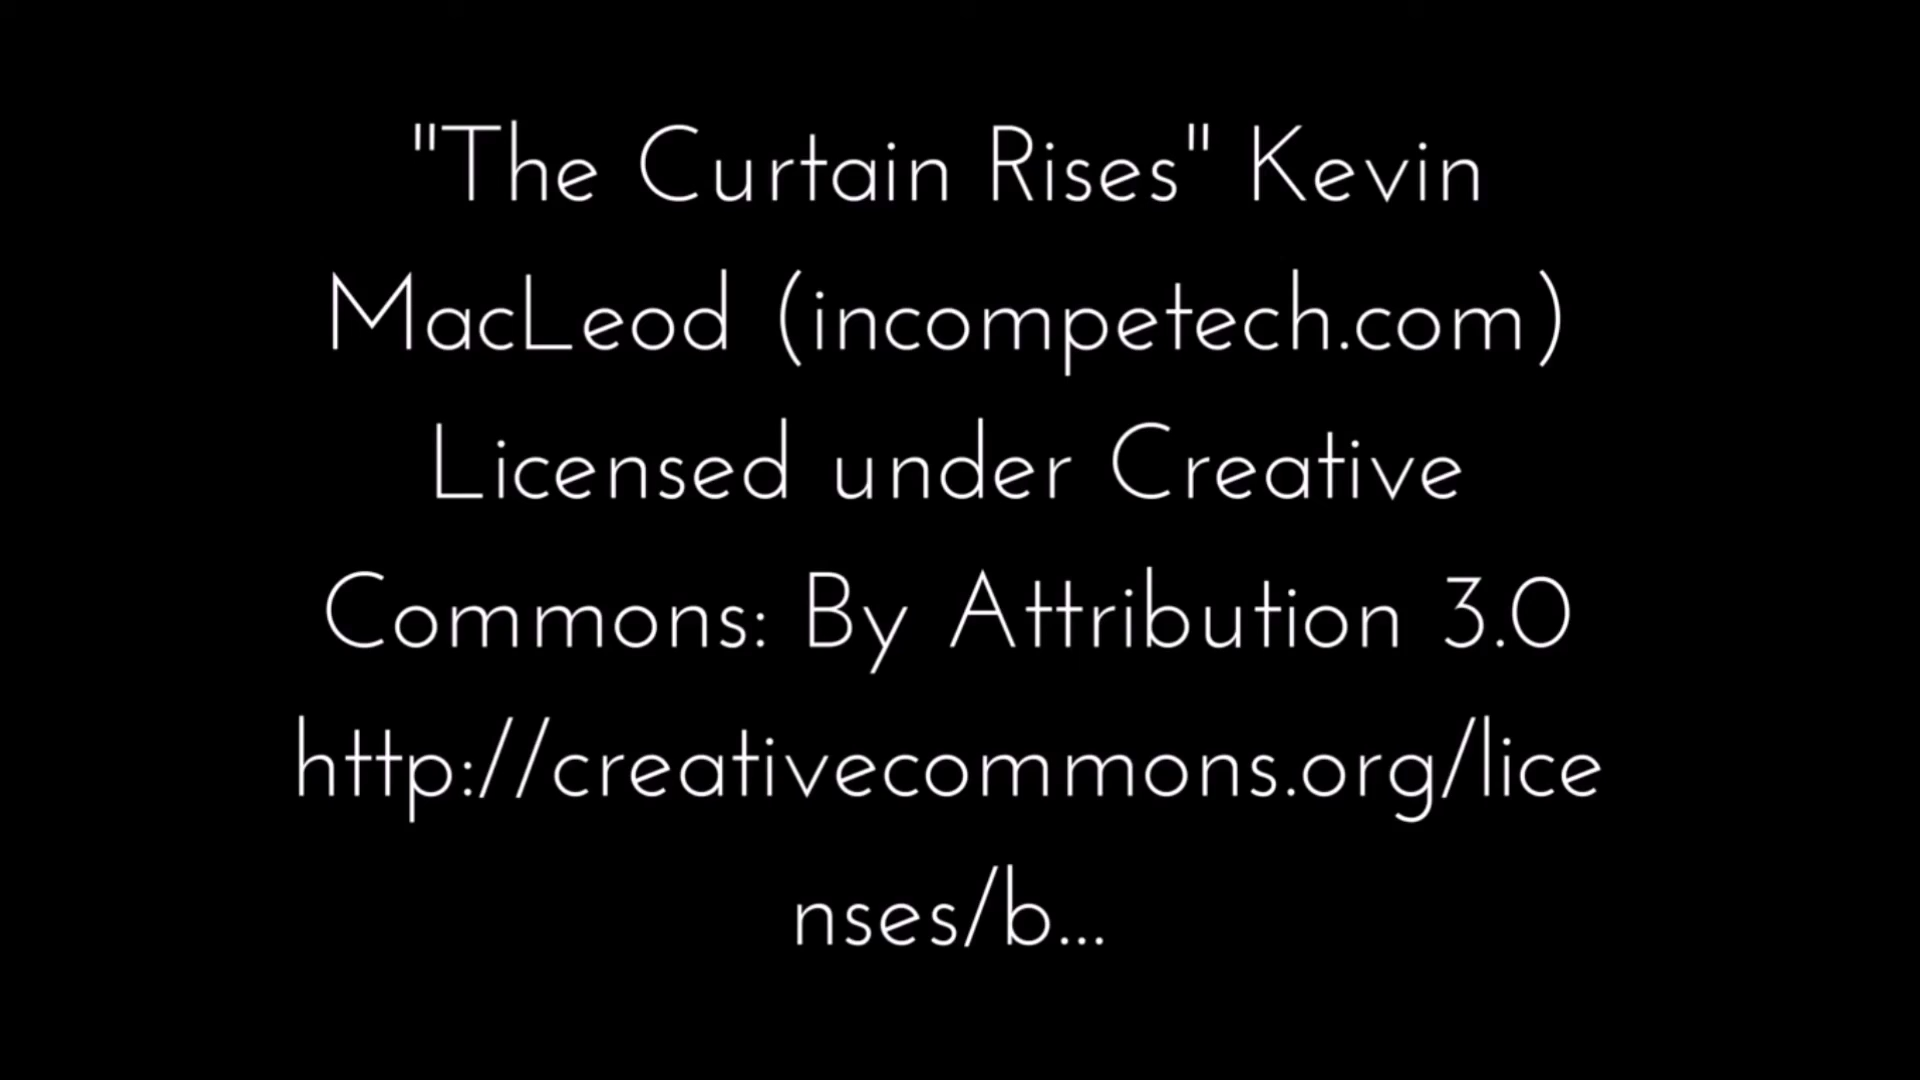 "The Curtain Rises" Kevin
MacLeod (incompetech.com)
Licensed under Creative
Commons: By Attribution 3.0
http://creativecommons.org/lice
nses/b...